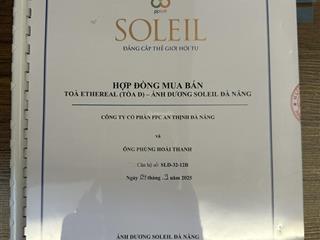 SOLEIL
ĐẲNG CẤP THẾ GIỚI HỘI TỤ
HỢP ĐỒNG MUA BÁN
TOÀ ETHEREAL (TÒA D) – ÁNH DƯƠNG SOLEIL ĐÀ NẴNG
CÔNG TY CỔ PHẦN PPC AN THỊNH ĐÀ NẴNG
và
ÔNG PHÙNG HOÀI THANH
Căn hộ số SLD-32-12B
Ngày tháng năm 2025
ÁNH DƯƠNG SOLEIL ĐÀ NẴNG